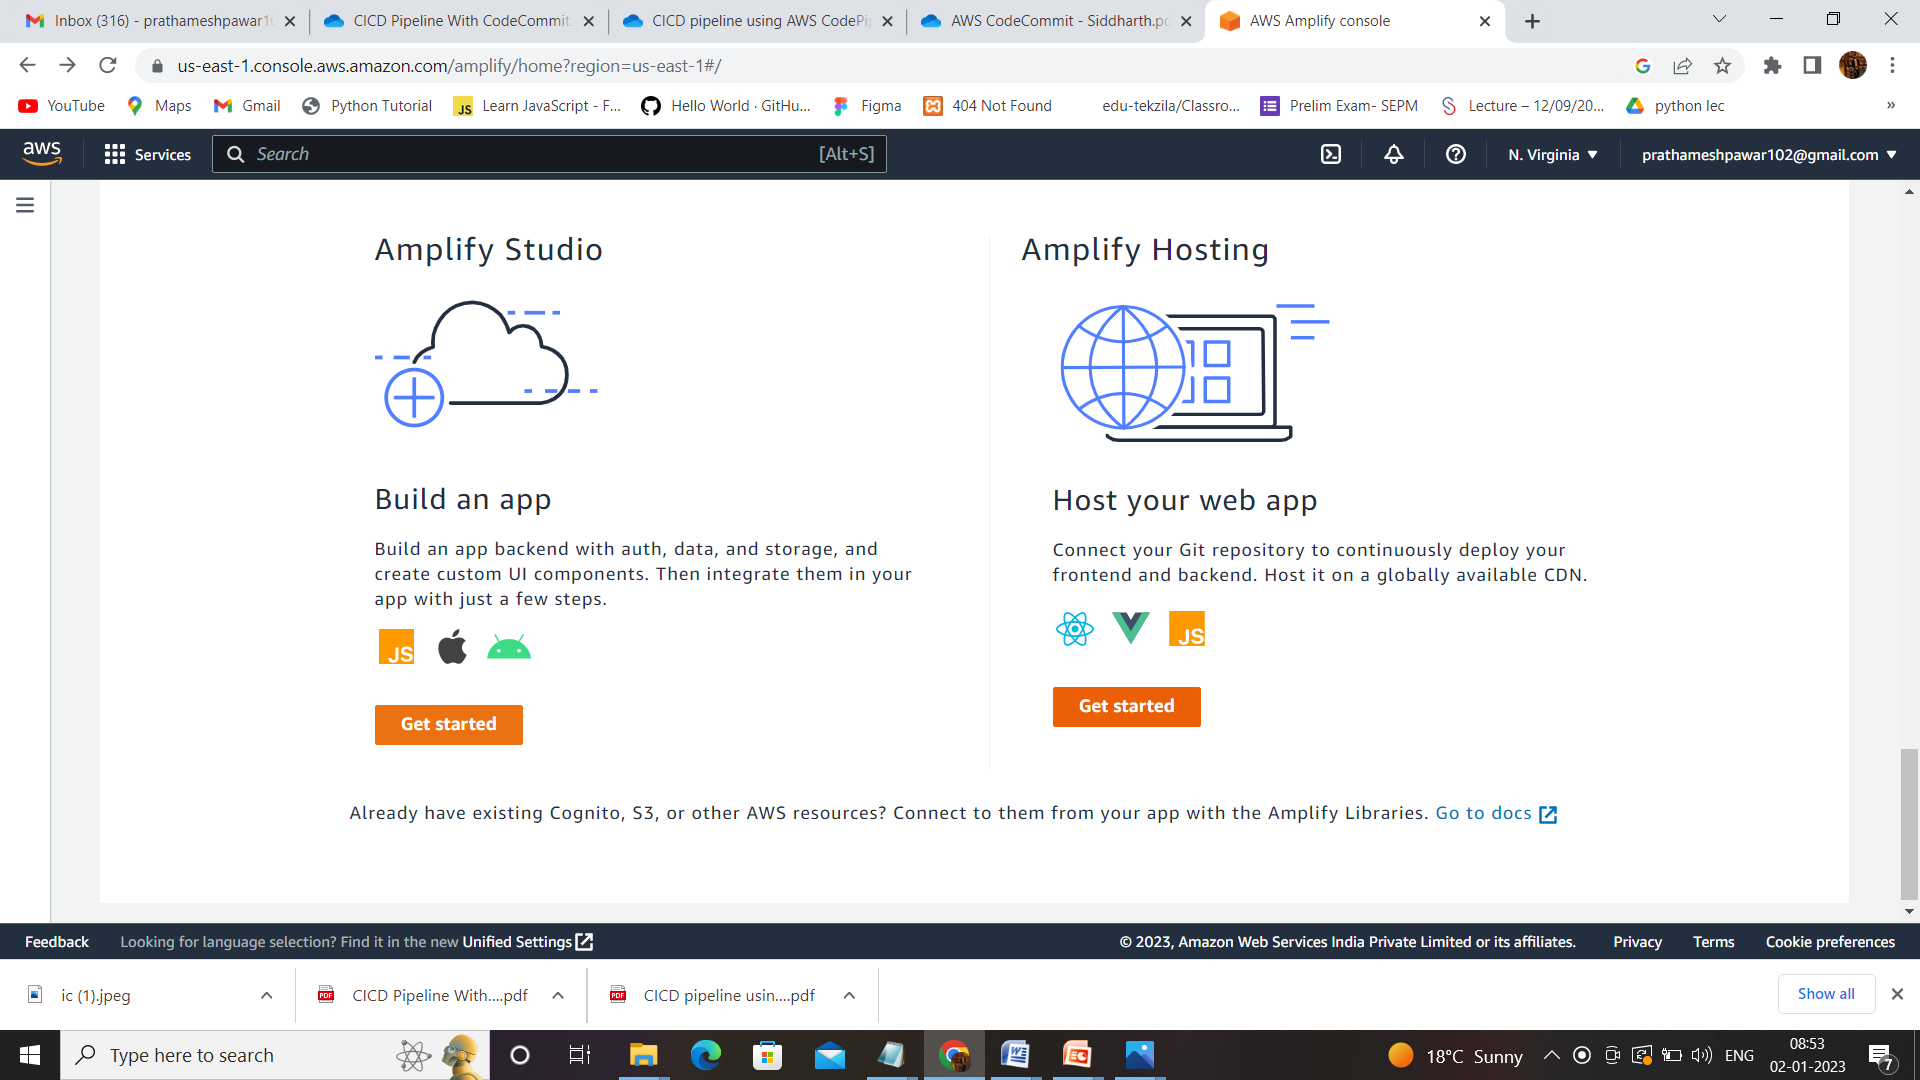 Inbox (316) - prathameshpawar10
CICD Pipeline With CodeCommit
CICD pipeline using AWS CodePip
AWS CodeCommit - Siddharth.pd
AWS Amplify console
us-east-1.console.aws.amazon.com/amplify/home?region=us-east-1#/
YouTube
Maps
Gmail
Python Tutorial
JS
Learn JavaScript - F...
Hello World · GitHu...
Figma
404 Not Found
edu-tekzila/Classro...
Prelim Exam- SEPM
Lecture – 12/09/20...
python lec
»
aws
Services
Search
[Alt+S]
N. Virginia
prathameshpawar102@gmail.com
Amplify Studio
Build an app
Build an app backend with auth, data, and storage, and
create custom UI components. Then integrate them in your
app with just a few steps.
JS
Get started
Amplify Hosting
Host your web app
Connect your Git repository to continuously deploy your
frontend and backend. Host it on a globally available CDN.
JS
Get started
Already have existing Cognito, S3, or other AWS resources? Connect to them from your app with the Amplify Libraries. Go to docs
Feedback
Looking for language selection? Find it in the new Unified Settings
© 2023, Amazon Web Services India Private Limited or its affiliates.
Privacy
Terms
Cookie preferences
ic (1).jpeg
PDF
CICD Pipeline With....pdf
PDF
CICD pipeline usin....pdf
Show all
Type here to search
18°C Sunny
ENG
08:53
02-01-2023
7